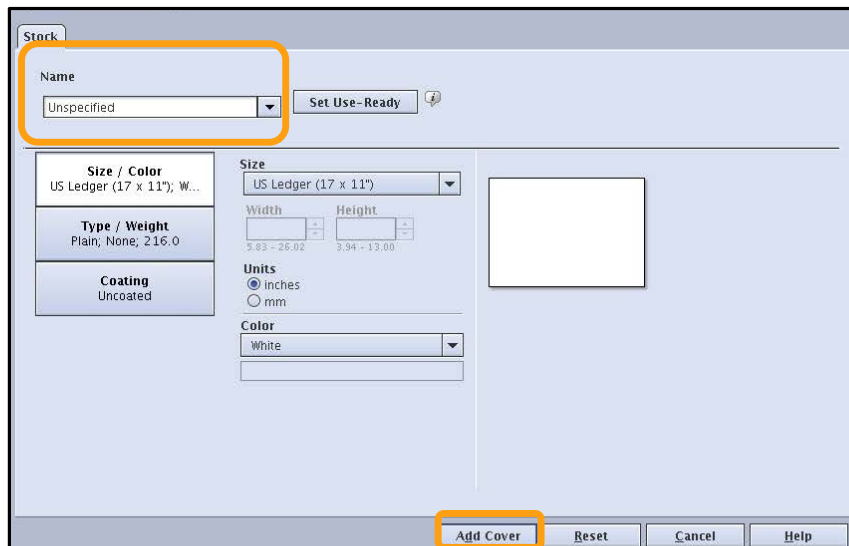 Stock
Name
Unspecified
Set Use-Ready
i
Size / Color
US Ledger (17 x 11"); W...
Type / Weight
Plain; None; 216.0
Coating
Uncoated
Size
US Ledger (17 x 11")
Width Height
5.83 - 26.02 3.94 - 13.00
Units
inches
mm
Color
White
Add Cover Reset Cancel Help